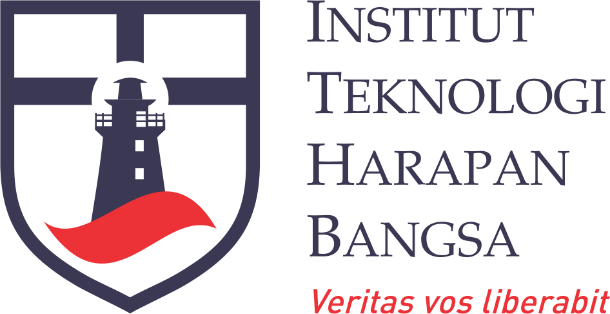 Institut
Teknologi
Harapan
Bangsa
Veritas vos liberabit